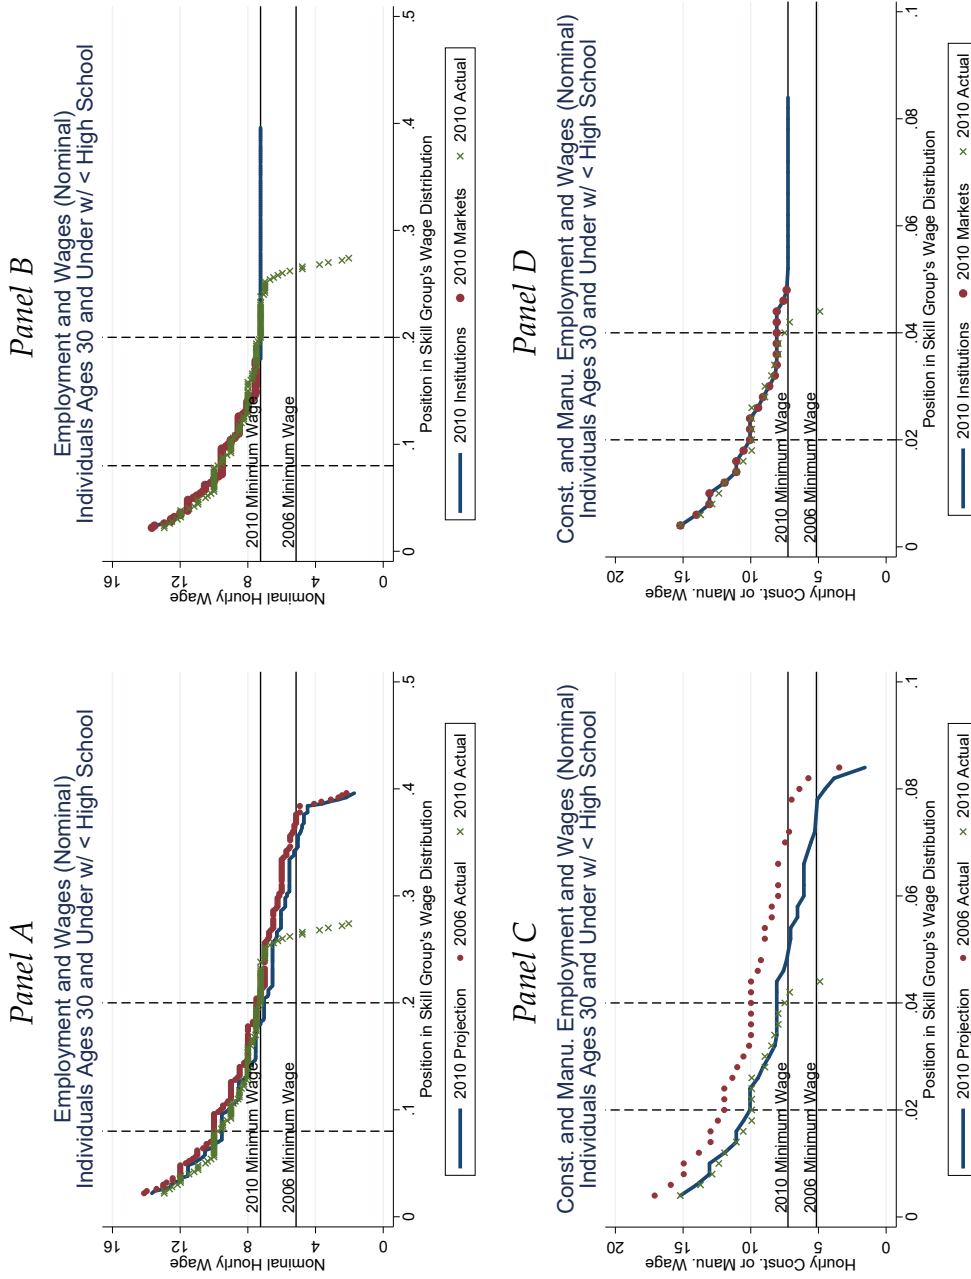 Panel A
Employment and Wages (Nominal)
Individuals Ages 30 and Under w/ < High School
Nominal Hourly Wage
16
12
8
4
0
2010 Minimum Wage
2006 Minimum Wage
0 .1 .2 .3 .4 .5
Position in Skill Group's Wage Distribution
2010 Projection 2006 Actual 2010 Actual
Panel B
Employment and Wages (Nominal)
Individuals Ages 30 and Under w/ < High School
Nominal Hourly Wage
16
12
8
4
0
2010 Minimum Wage
2006 Minimum Wage
0 .1 .2 .3 .4 .5
Position in Skill Group's Wage Distribution
2010 Institutions 2010 Markets 2010 Actual
Panel C
Const. and Manu. Employment and Wages (Nominal)
Individuals Ages 30 and Under w/ < High School
Hourly Const. or Manu. Wage
20
15
10
5
0
2010 Minimum Wage
2006 Minimum Wage
0 .02 .04 .06 .08 .1
Position in Skill Group's Wage Distribution
2010 Projection 2006 Actual 2010 Actual
Panel D
Const. and Manu. Employment and Wages (Nominal)
Individuals Ages 30 and Under w/ < High School
Hourly Const. or Manu. Wage
20
15
10
5
0
2010 Minimum Wage
2006 Minimum Wage
0 .02 .04 .06 .08 .1
Position in Skill Group's Wage Distribution
2010 Institutions 2010 Markets 2010 Actual